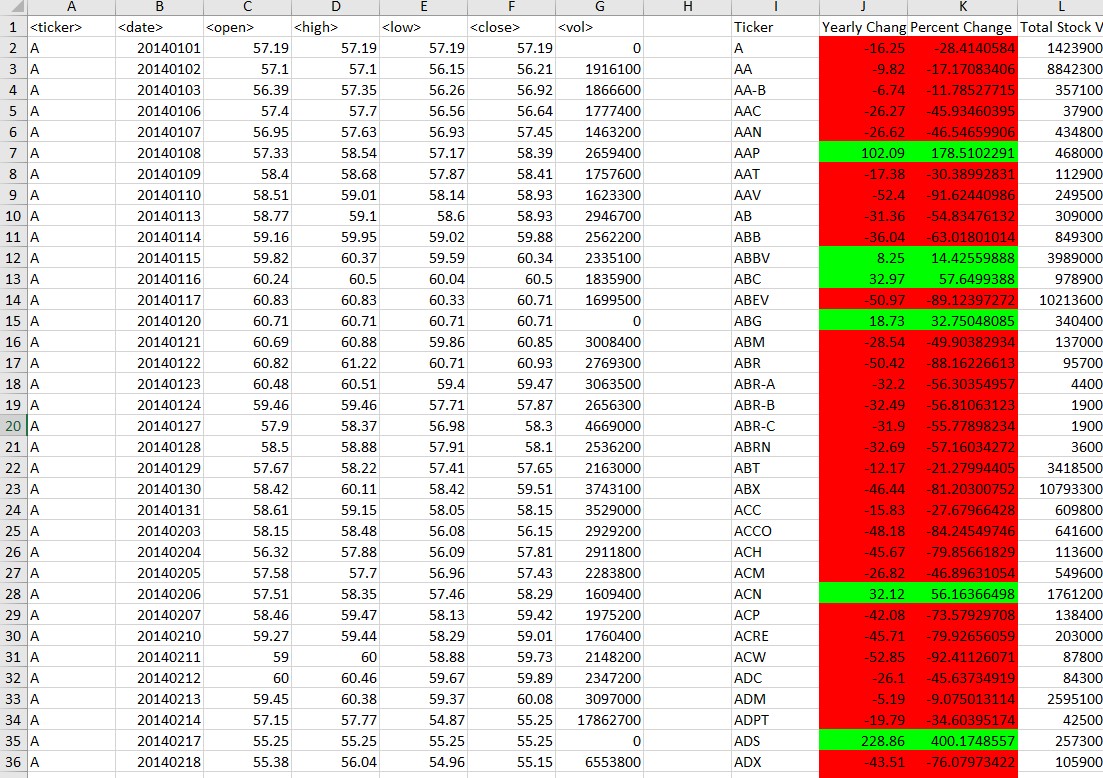 A B C D E F G H I J K L
1 <ticker> <date> <open> <high> <low> <close> <vol> Ticker Yearly Chang Percent Change Total Stock V
2 A 20140101 57.19 57.19 57.19 57.19 0 A -16.25 -28.4140584 1423900
3 A 20140102 57.1 57.1 56.15 56.21 1916100 AA -9.82 -17.17083406 8842300
4 A 20140103 56.39 57.35 56.26 56.92 1866600 AA-B -6.74 -11.78527715 357100
5 A 20140106 57.4 57.7 56.56 56.64 1777400 AAC -26.27 -45.93460395 37900
6 A 20140107 56.95 57.63 56.93 57.45 1463200 AAN -26.62 -46.54659906 434800
7 A 20140108 57.33 58.54 57.17 58.39 2659400 AAP 102.09 178.5102291 468000
8 A 20140109 58.4 58.68 57.87 58.41 1757600 AAT -17.38 -30.38992831 112900
9 A 20140110 58.51 59.01 58.14 58.93 1623300 AAV -52.4 -91.62440986 249500
10 A 20140113 58.77 59.1 58.6 58.93 2946700 AB -31.36 -54.83476132 309000
11 A 20140114 59.16 59.95 59.02 59.88 2562200 ABB -36.04 -63.01801014 849300
12 A 20140115 59.82 60.37 59.59 60.34 2335100 ABBV 8.25 14.42559888 3989000
13 A 20140116 60.24 60.5 60.04 60.5 1835900 ABC 32.97 57.6499388 978900
14 A 20140117 60.83 60.83 60.33 60.71 1699500 ABEV -50.97 -89.12397272 10213600
15 A 20140120 60.71 60.71 60.71 60.71 0 ABG 18.73 32.75048085 340400
16 A 20140121 60.69 60.88 59.86 60.85 3008400 ABM -28.54 -49.90382934 137000
17 A 20140122 60.82 61.22 60.71 60.93 2769300 ABR -50.42 -88.16226613 95700
18 A 20140123 60.48 60.51 59.4 59.47 3063500 ABR-A -32.2 -56.30354957 4400
19 A 20140124 59.46 59.46 57.71 57.87 2656300 ABR-B -32.49 -56.81063123 1900
20 A 20140127 57.9 58.37 56.98 58.3 4669000 ABR-C -31.9 -55.77898234 1900
21 A 20140128 58.5 58.88 57.91 58.1 2536200 ABRN -32.69 -57.16034272 3600
22 A 20140129 57.67 58.22 57.41 57.65 2163000 ABT -12.17 -21.27994405 3418500
23 A 20140130 58.42 60.11 58.42 59.51 3743100 ABX -46.44 -81.20300752 10793300
24 A 20140131 58.61 59.15 58.05 58.15 3529000 ACC -15.83 -27.67966428 609800
25 A 20140203 58.15 58.48 56.08 56.15 2929200 ACCO -48.18 -84.24549746 641600
26 A 20140204 56.32 57.88 56.09 57.81 2911800 ACH -45.67 -79.85661829 113600
27 A 20140205 57.58 57.7 56.96 57.43 2283800 ACM -26.82 -46.89631054 549600
28 A 20140206 57.51 58.35 57.46 58.29 1609400 ACN 32.12 56.16366498 1761200
29 A 20140207 58.46 59.47 58.13 59.42 1975200 ACP -42.08 -73.57929708 138400
30 A 20140210 59.27 59.44 58.29 59.01 1760400 ACRE -45.71 -79.92656059 203000
31 A 20140211 59 60 58.88 59.73 2148200 ACW -52.85 -92.41126071 87800
32 A 20140212 60 60.46 59.67 59.89 2347200 ADC -26.1 -45.63734919 84300
33 A 20140213 59.45 60.38 59.37 60.08 3097000 ADM -5.19 -9.075013114 2595100
34 A 20140214 57.15 57.77 54.87 55.25 17862700 ADPT -19.79 -34.60395174 42500
35 A 20140217 55.25 55.25 55.25 55.25 0 ADS 228.86 400.1748557 257300
36 A 20140218 55.38 56.04 54.96 55.15 6553800 ADX -43.51 -76.07973422 105900